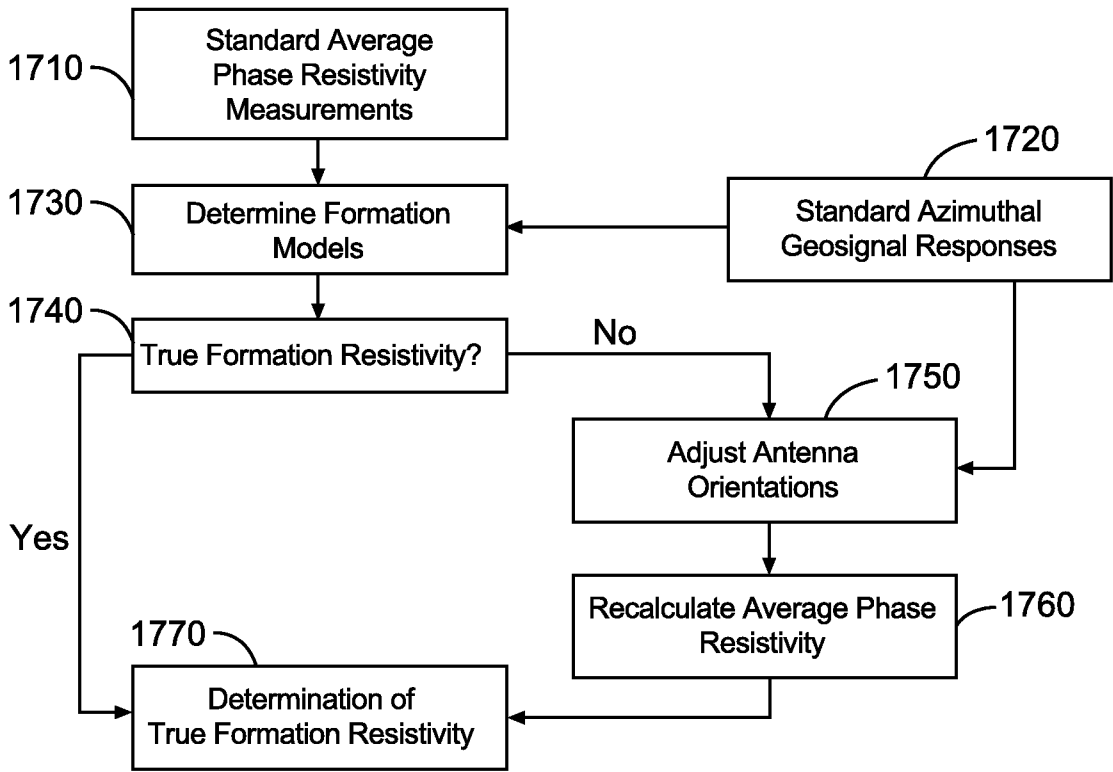 1710
Standard Average
Phase Resistivity
Measurements
1720
Standard Azimuthal
Geosignal Responses
1730
Determine Formation
Models
1740
True Formation Resistivity?
No
1750
Adjust Antenna
Orientations
Yes
1760
Recalculate Average Phase
Resistivity
1770
Determination of
True Formation Resistivity